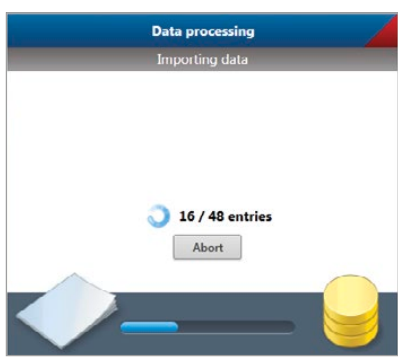 Data processing
Importing data
16 / 48 entries
Abort